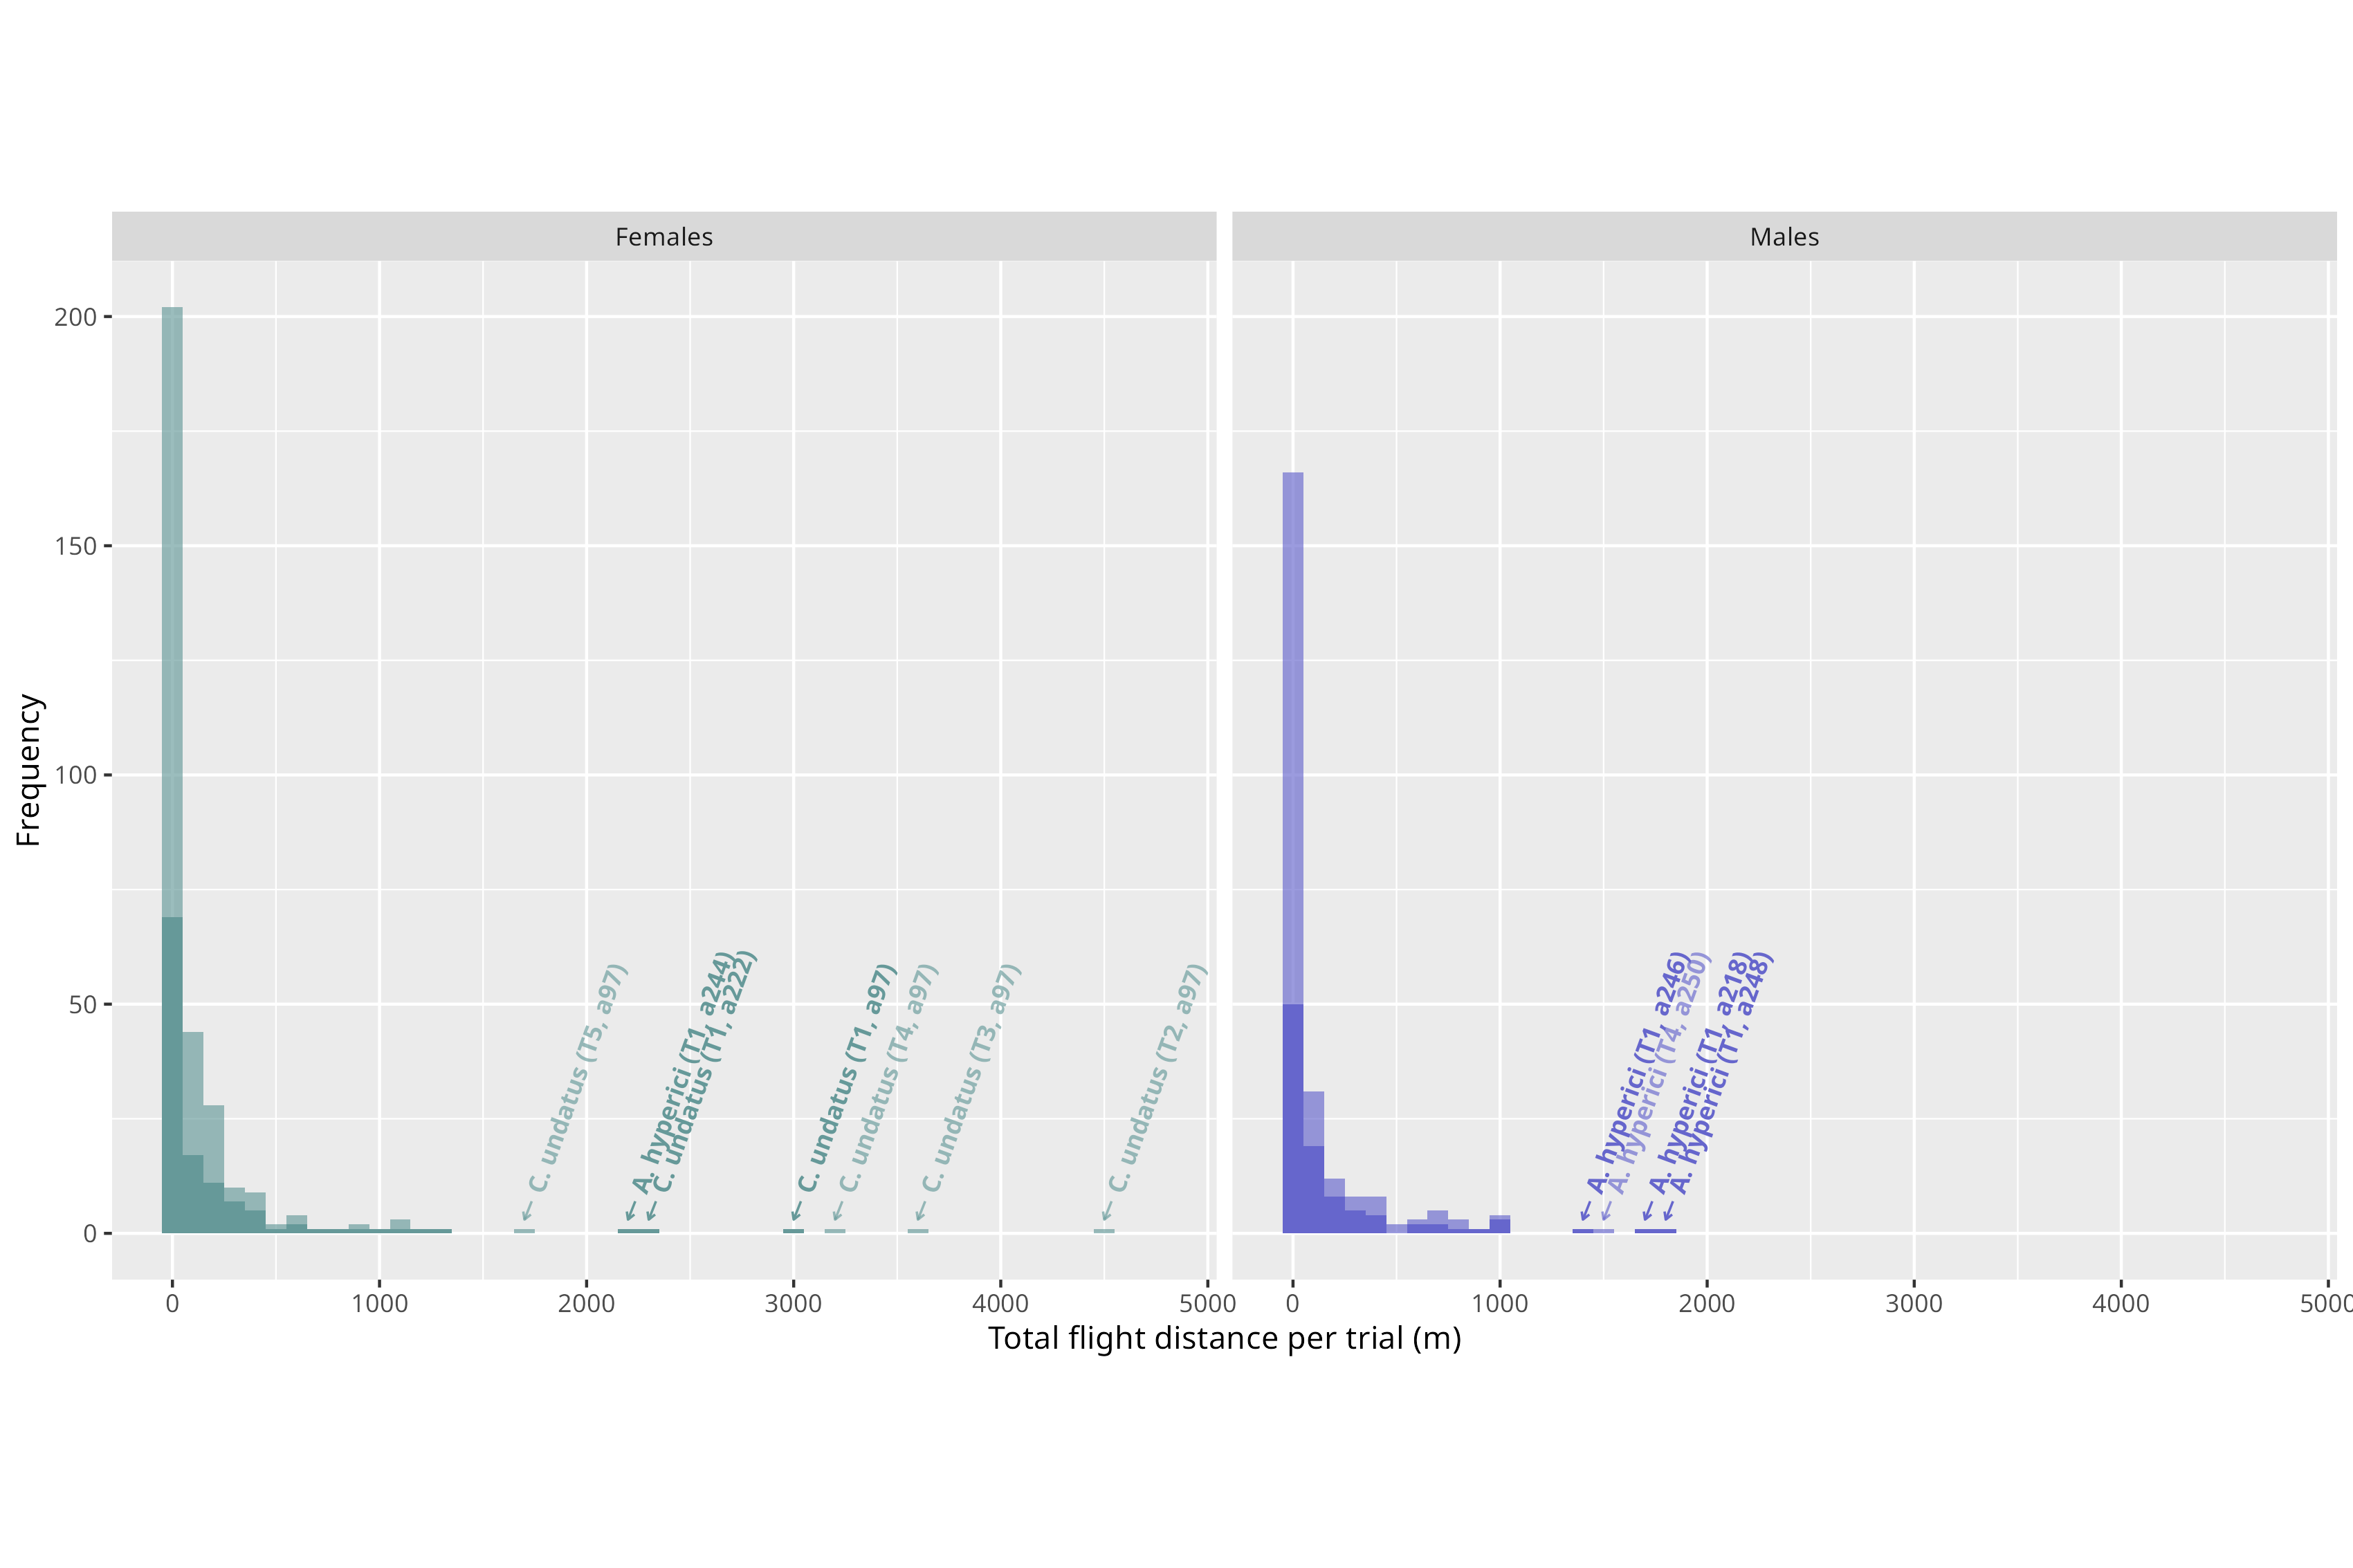 Females
Males
Frequency
200
150
100
50
0
← C. undatus (T5, a97)
← A. hyperici (T1, a244)
← C. undatus (T1, a222)
← C. undatus (T1, a97)
← C. undatus (T4, a97)
← C. undatus (T3, a97)
← C. undatus (T2, a97)
← A. hyperici (T1, a246)
← A. hyperici (T4, a250)
← A. hyperici (T1, a218)
← A. hyperici (T1, a248)
0 1000 2000 3000 4000 5000
0 1000 2000 3000 4000 5000
Total flight distance per trial (m)